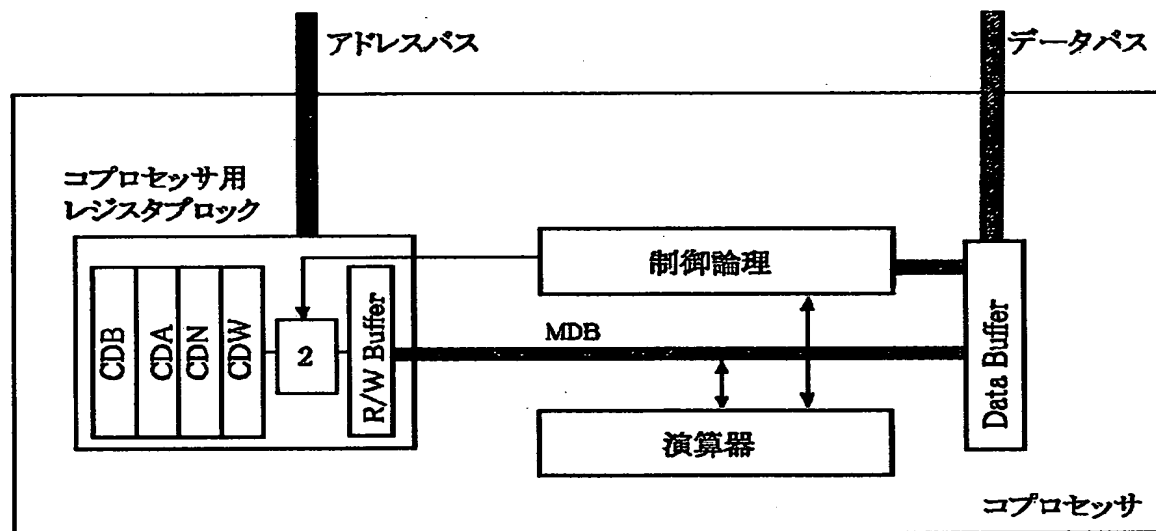 アドレスバス
データバス
コプロセッサ用
レジスタブロック
制御論理
CDB
CDA
CDN
CDW
2
R/W Buffer
MDB
Data Buffer
演算器
コプロセッサ